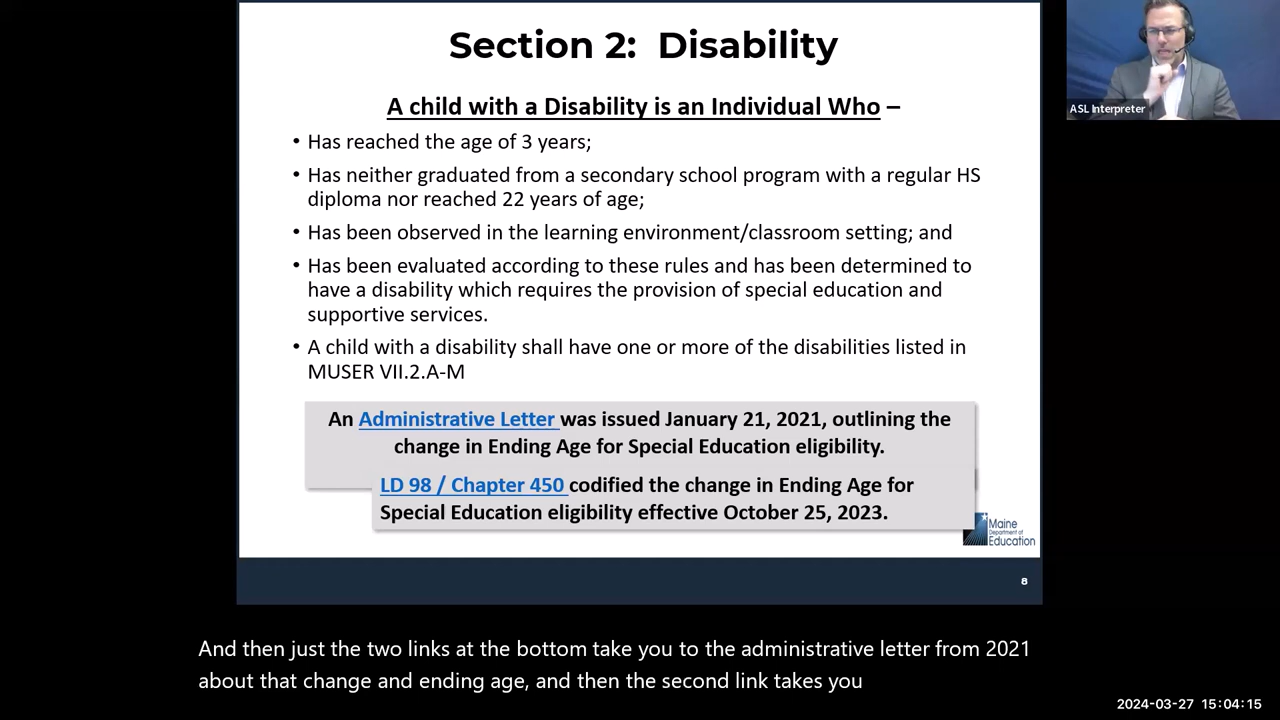 Section 2:  Disability
A child with a Disability is an Individual Who –
• Has reached the age of 3 years;
• Has neither graduated from a secondary school program with a regular HS
diploma nor reached 22 years of age;
• Has been observed in the learning environment/classroom setting; and
• Has been evaluated according to these rules and has been determined to
have a disability which requires the provision of special education and
supportive services.
• A child with a disability shall have one or more of the disabilities listed in
MUSER VII.2.A-M
An Administrative Letter was issued January 21, 2021, outlining the
change in Ending Age for Special Education eligibility.
LD 98 / Chapter 450 codified the change in Ending Age for
Special Education eligibility effective October 25, 2023.
Maine
Department of
Education
8
ASL Interpreter
And then just the two links at the bottom take you to the administrative letter from 2021
about that change and ending age, and then the second link takes you
2024-03-27 15:04:15